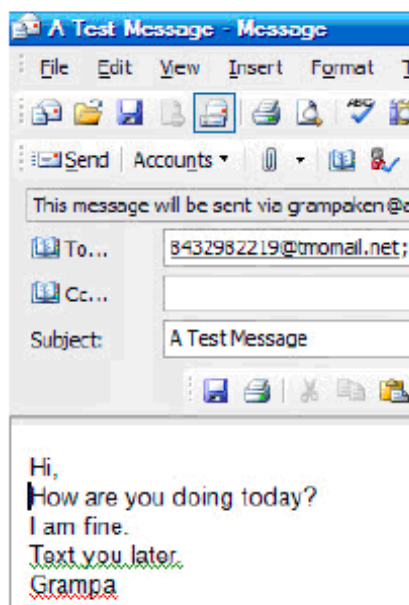 A Test Message - Message
File Edit View Insert Format T
ABC
Send Accounts
This message will be sent via grampaken@a
To... 8432982219@tmomail.net;
Cc...
Subject: A Test Message
Hi,
How are you doing today?
I am fine.
Text you later.
Grampa